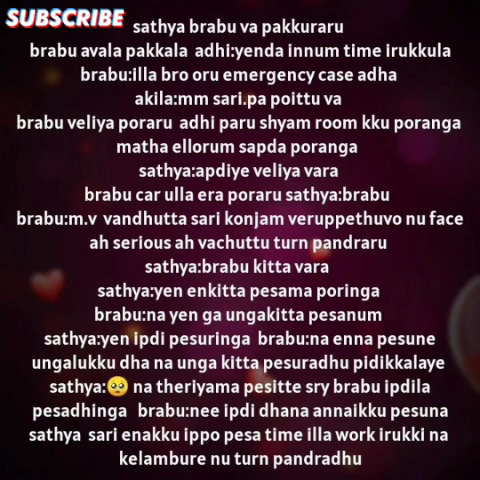 SUBSCRIBE
sathya brabu va pakkuraru
brabu avala pakkala adhi:yenda innum time irukkula
brabu:illa bro oru emergency case adha
akila:mm sari.pa poittu va
brabu veliya poraru adhi paru shyam room kku poranga
matha ellorum sapda poranga
sathya:apdiye veliya vara
brabu car ulla era poraru sathya:brabu
brabu:m.v vandhutta sari konjam veruppethuvo nu face
ah serious ah vachuttu turn pandraru
sathya:brabu kitta vara
sathya:yen enkitta pesama poringa
brabu:na yen ga ungakitta pesanum
sathya:yen ipdi pesuringa brabu:na enna pesune
ungalukku dha na unga kitta pesuradhu pidikkalaye
sathya:🥺 na theriyama pesitte sry brabu ipdila
pesadhinga brabu:nee ipdi dhana annaikku pesuna
sathya sari enakku ippo pesa time illa work irukki na
kelambure nu turn pandradhu